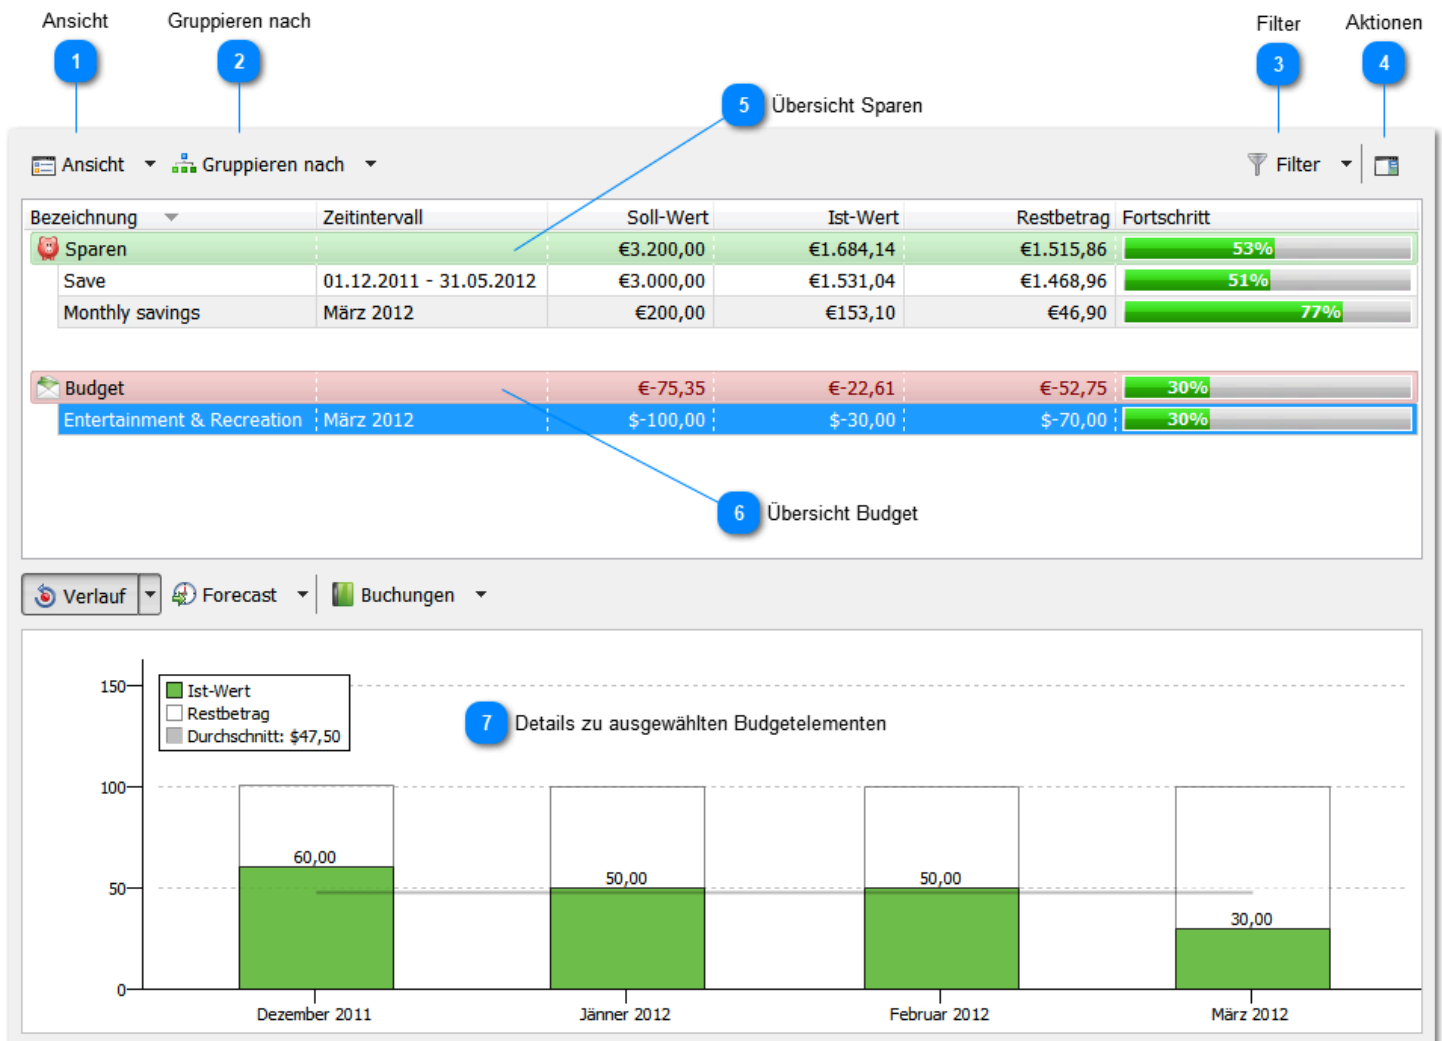 Ansicht Gruppieren nach Filter Aktionen
1 2 3 4
5 Übersicht Sparen
Ansicht Gruppieren nach Filter
Bezeichnung Zeitintervall Soll-Wert Ist-Wert Restbetrag Fortschritt
Sparen €3.200,00 €1.684,14 €1.515,86 53%
Save 01.12.2011 - 31.05.2012 €3.000,00 €1.531,04 €1.468,96 51%
Monthly savings März 2012 €200,00 €153,10 €46,90 77%
Budget €-75,35 €-22,61 €-52,75 30%
Entertainment & Recreation März 2012 $-100,00 $-30,00 $-70,00 30%
6 Übersicht Budget
Verlauf Forecast Buchungen
150
Ist-Wert
Restbetrag
Durchschnitt: $47,50
7 Details zu ausgewählten Budgetelementen
100
60,00 50,00 50,00 30,00
50
0
Dezember 2011 Jänner 2012 Februar 2012 März 2012